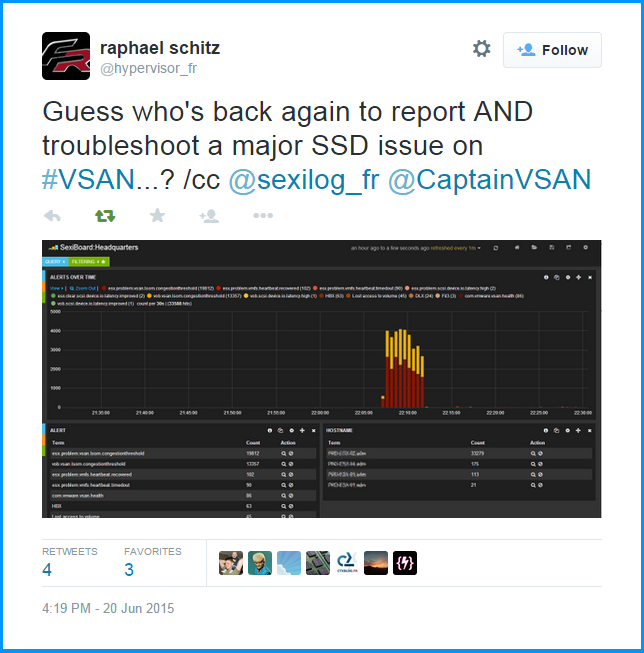 raphael schitz
@hypervisor_fr
Follow
Guess who's back again to report AND
troubleshoot a major SSD issue on
#VSAN...? /cc @sexilog_fr @CaptainVSAN
SexiBoard:Headquarters
an hour ago to a few seconds ago refreshed every 1m
QUERY
FILTERING
ALERTS OVER TIME
View | Zoom Out | esx.problem.vsan.lsom.congestionthreshold (19812) esx.problem.vmfs.heartbeat.recovered (102) esx.problem.vmfs.heartbeat.timedout (90) esx.problem.scsi.device.io.latency.high (2)
esx.clear.scsi.device.io.latency.improved (2) vob.vsan.lsom.congestionthreshold (13357) vob.scsi.device.io.latency.high (1) HBX (63) Lost access to volume (45) DLX (24) FB3 (4) com.vmware.vsan.health (86)
vob.scsi.device.io.latency.improved (1) count per 30s | (33588 hits)
5000
4000
3000
2000
1000
0
21:35:00 21:40:00 21:45:00 21:50:00 21:55:00 22:00:00 22:05:00 22:10:00 22:15:00 22:20:00 22:25:00 22:30:00
ALERT
Term Count Action
esx.problem.vsan.lsom.congestionthreshold 19812
vob.vsan.lsom.congestionthreshold 13357
esx.problem.vmfs.heartbeat.recovered 102
esx.problem.vmfs.heartbeat.timedout 90
com.vmware.vsan.health 86
HBX 63
Lost access to volume 45
HOSTNAME
Term Count Action
33279
175
113
21
RETWEETS FAVORITES
4 3
4:19 PM - 20 Jun 2015